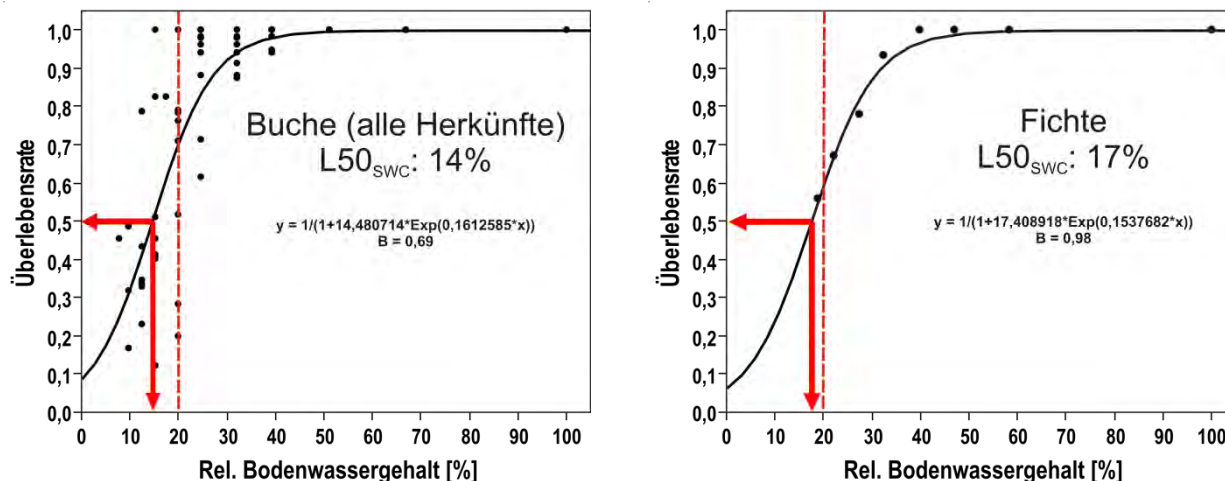 Überlebensrate
1,0
0,9
0,8
0,7
0,6
0,5
0,4
0,3
0,2
0,1
0,0
Buche (alle Herkünfte)
L50SWC: 14%
y = 1/(1+14,480714*Exp(0,1612585*x))
B = 0,69
0 10 20 30 40 50 60 70 80 90 100
Rel. Bodenwassergehalt [%]
Überlebensrate
1,0
0,9
0,8
0,7
0,6
0,5
0,4
0,3
0,2
0,1
0,0
Fichte
L50SWC: 17%
y = 1/(1+17,408918*Exp(0,1537682*x))
B = 0,98
0 10 20 30 40 50 60 70 80 90 100
Rel. Bodenwassergehalt [%]